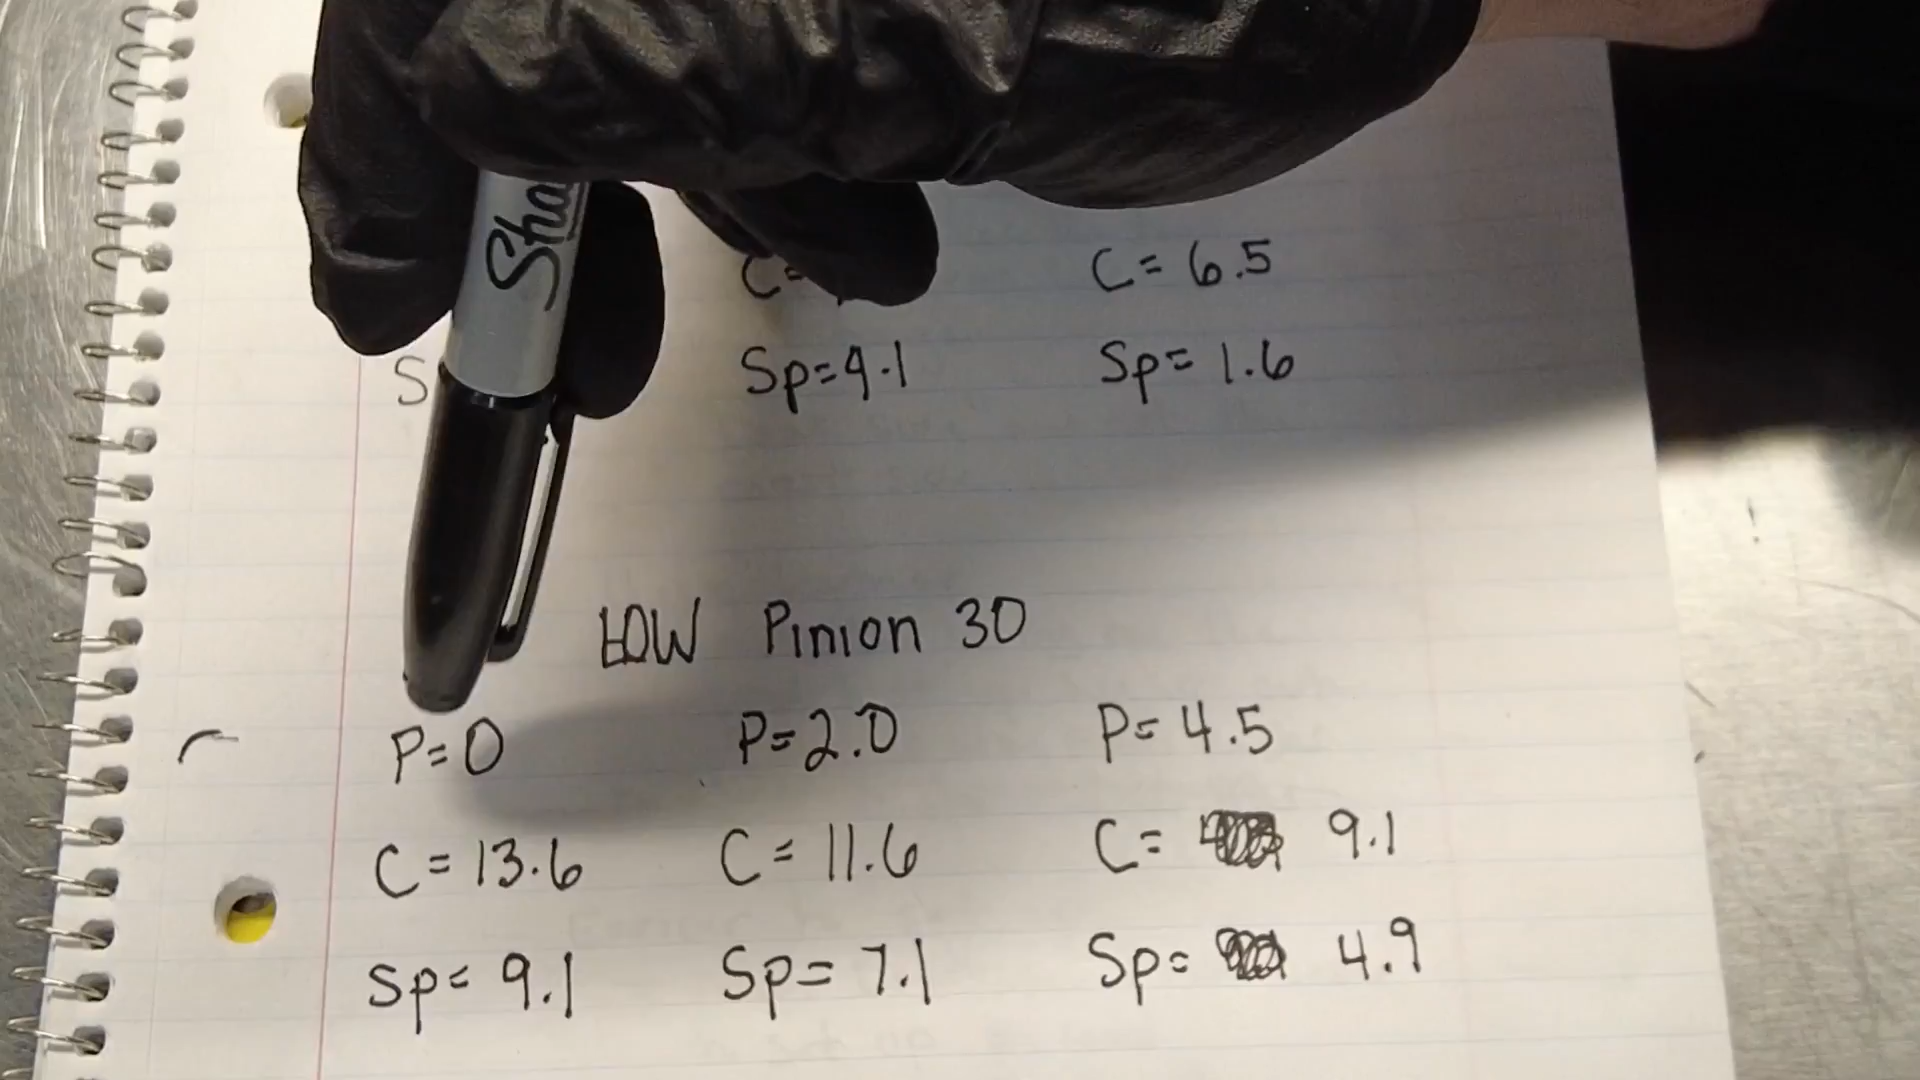 Sha
C= C = 6.5
S Sp=4.1 Sp= 1.6
LOW Pinion 30
P=0 P=2.0 P= 4.5
C = 13.6 C = 11.6 C= 9.1
Sp= 9.1 Sp= 7.1 Sp= 4.9